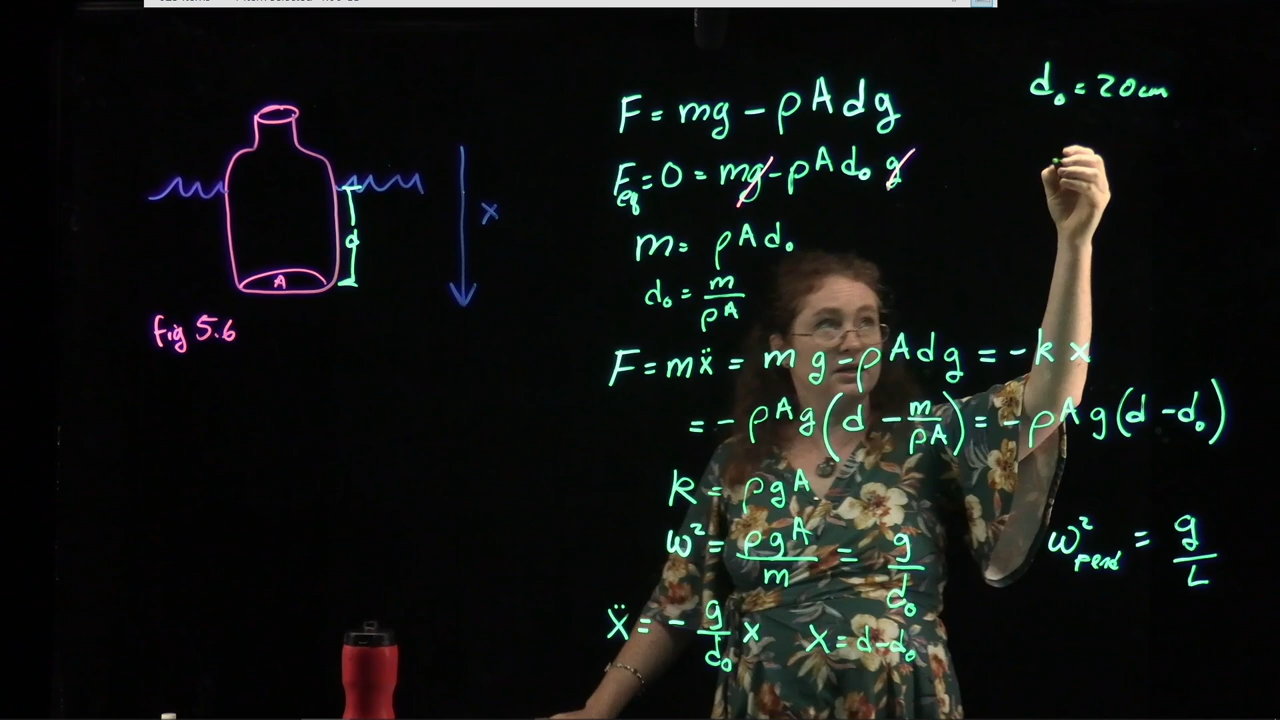 A
d
x
Fig 5.6
F = mg - ρAdg
F_eq = 0 = mg - ρAd₀g
m = ρAd₀
d₀ = m/ρA
F = mẍ = mg - ρAdg = -kx
= -ρAg(d - m/ρA) = -ρAg(d - d₀)
k = ρgA
ω² = ρgA/m = g/d₀
ẍ = -g/d₀ x   x = d - d₀
d₀ = 20cm
ω²_pend = g/L